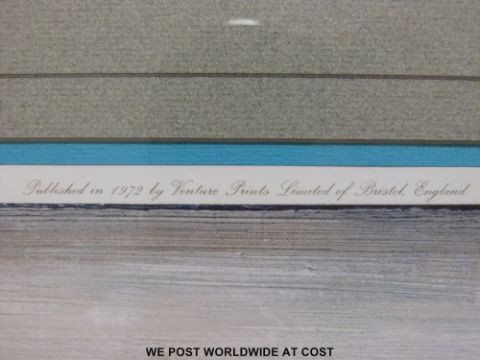 Published in 1972 by Venture Prints Limited of Bristol, England
WE POST WORLDWIDE AT COST